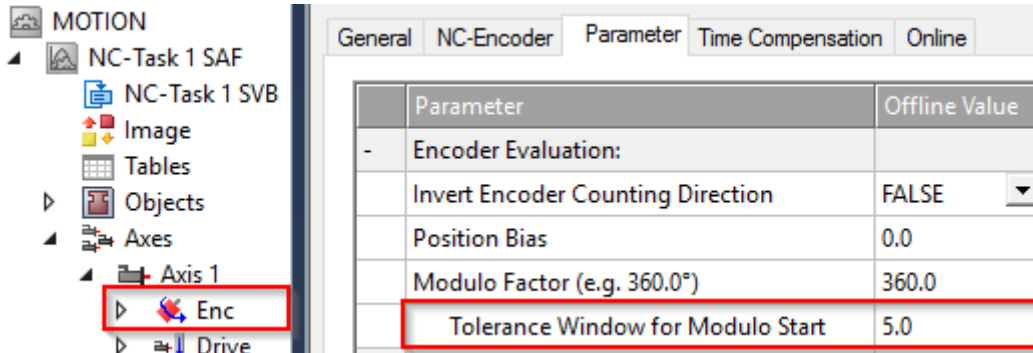 MOTION
NC-Task 1 SAF
NC-Task 1 SVB
Image
Tables
Objects
Axes
Axis 1
Enc
Drive
General NC-Encoder Parameter Time Compensation Online
Parameter Offline Value
- Encoder Evaluation:
Invert Encoder Counting Direction FALSE
Position Bias 0.0
Modulo Factor (e.g. 360.0°) 360.0
Tolerance Window for Modulo Start 5.0